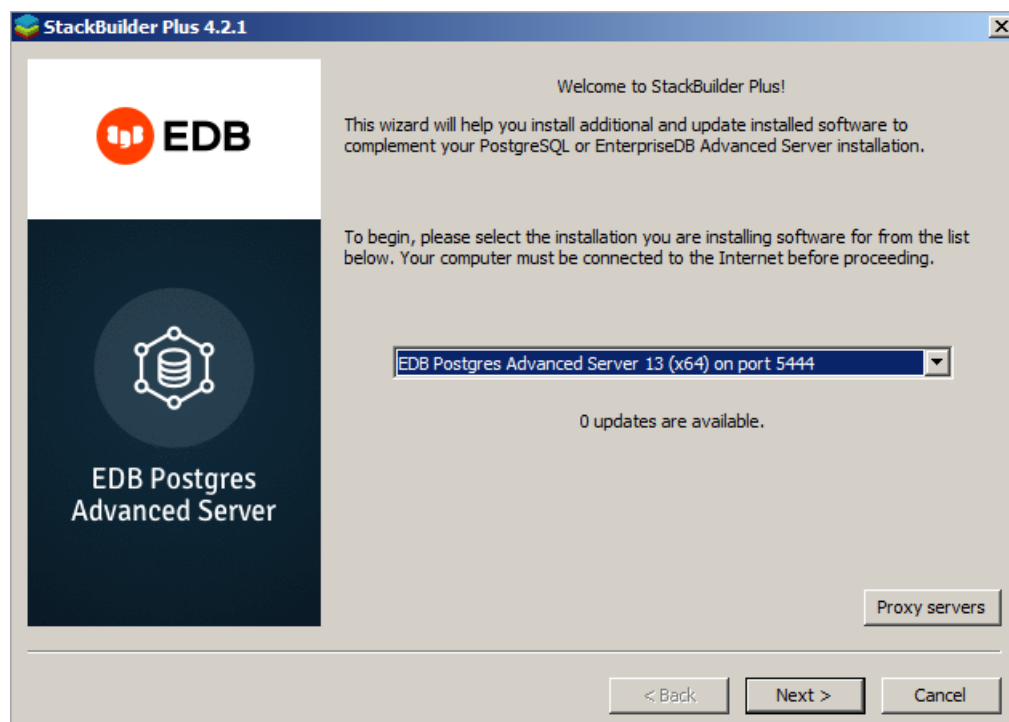 StackBuilder Plus 4.2.1
EDB
EDB Postgres
Advanced Server
Welcome to StackBuilder Plus!
This wizard will help you install additional and update installed software to
complement your PostgreSQL or EnterpriseDB Advanced Server installation.
To begin, please select the installation you are installing software for from the list
below. Your computer must be connected to the Internet before proceeding.
EDB Postgres Advanced Server 13 (x64) on port 5444
0 updates are available.
Proxy servers
< Back
Next >
Cancel